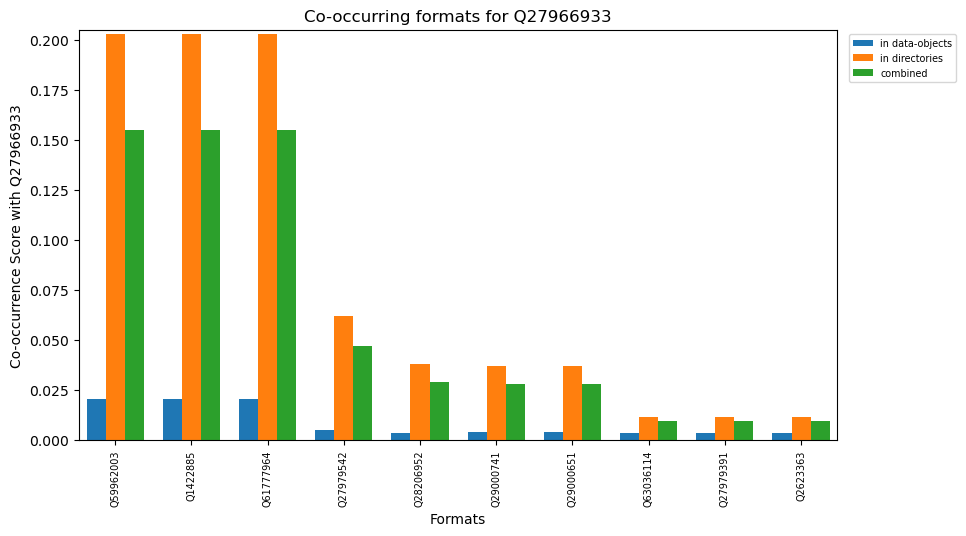 Co-occurring formats for Q27966933
in data-objects
in directories
combined
Co-occurrence Score with Q27966933
0.200
0.175
0.150
0.125
0.100
0.075
0.050
0.025
0.000
Q59962003
Q1422885
Q61777964
Q27979542
Q28206952
Q29000741
Q29000651
Q63036114
Q27979391
Q2623363
Formats